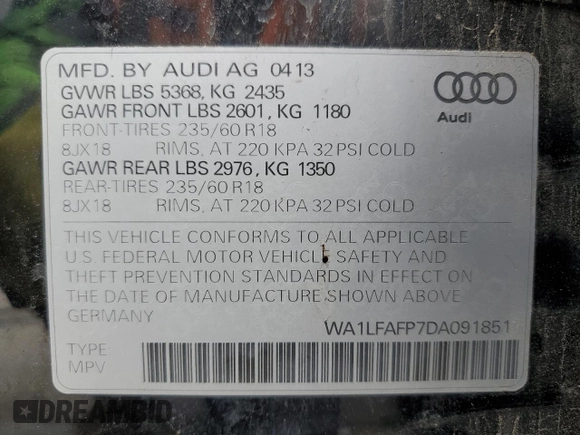 MFD. BY AUDI AG 04 13
GVWR LBS 5368, KG 2435
GAWR FRONT LBS 2601, KG 1180
FRONT-TIRES 235/60 R18
8JX18 RIMS, AT 220 KPA 32 PSI COLD
GAWR REAR LBS 2976, KG 1350
REAR-TIRES 235/60 R18
8JX18 RIMS, AT 220 KPA 32 PSI COLD
Audi
THIS VEHICLE CONFORMS TO ALL APPLICABLE
U.S. FEDERAL MOTOR VEHICLE SAFETY AND
THEFT PREVENTION STANDARDS IN EFFECT ON
THE DATE OF MANUFACTURE SHOWN ABOVE
GERMANY
WA1LFAFP7DA091851
TYPE
MPV
DREAMBID